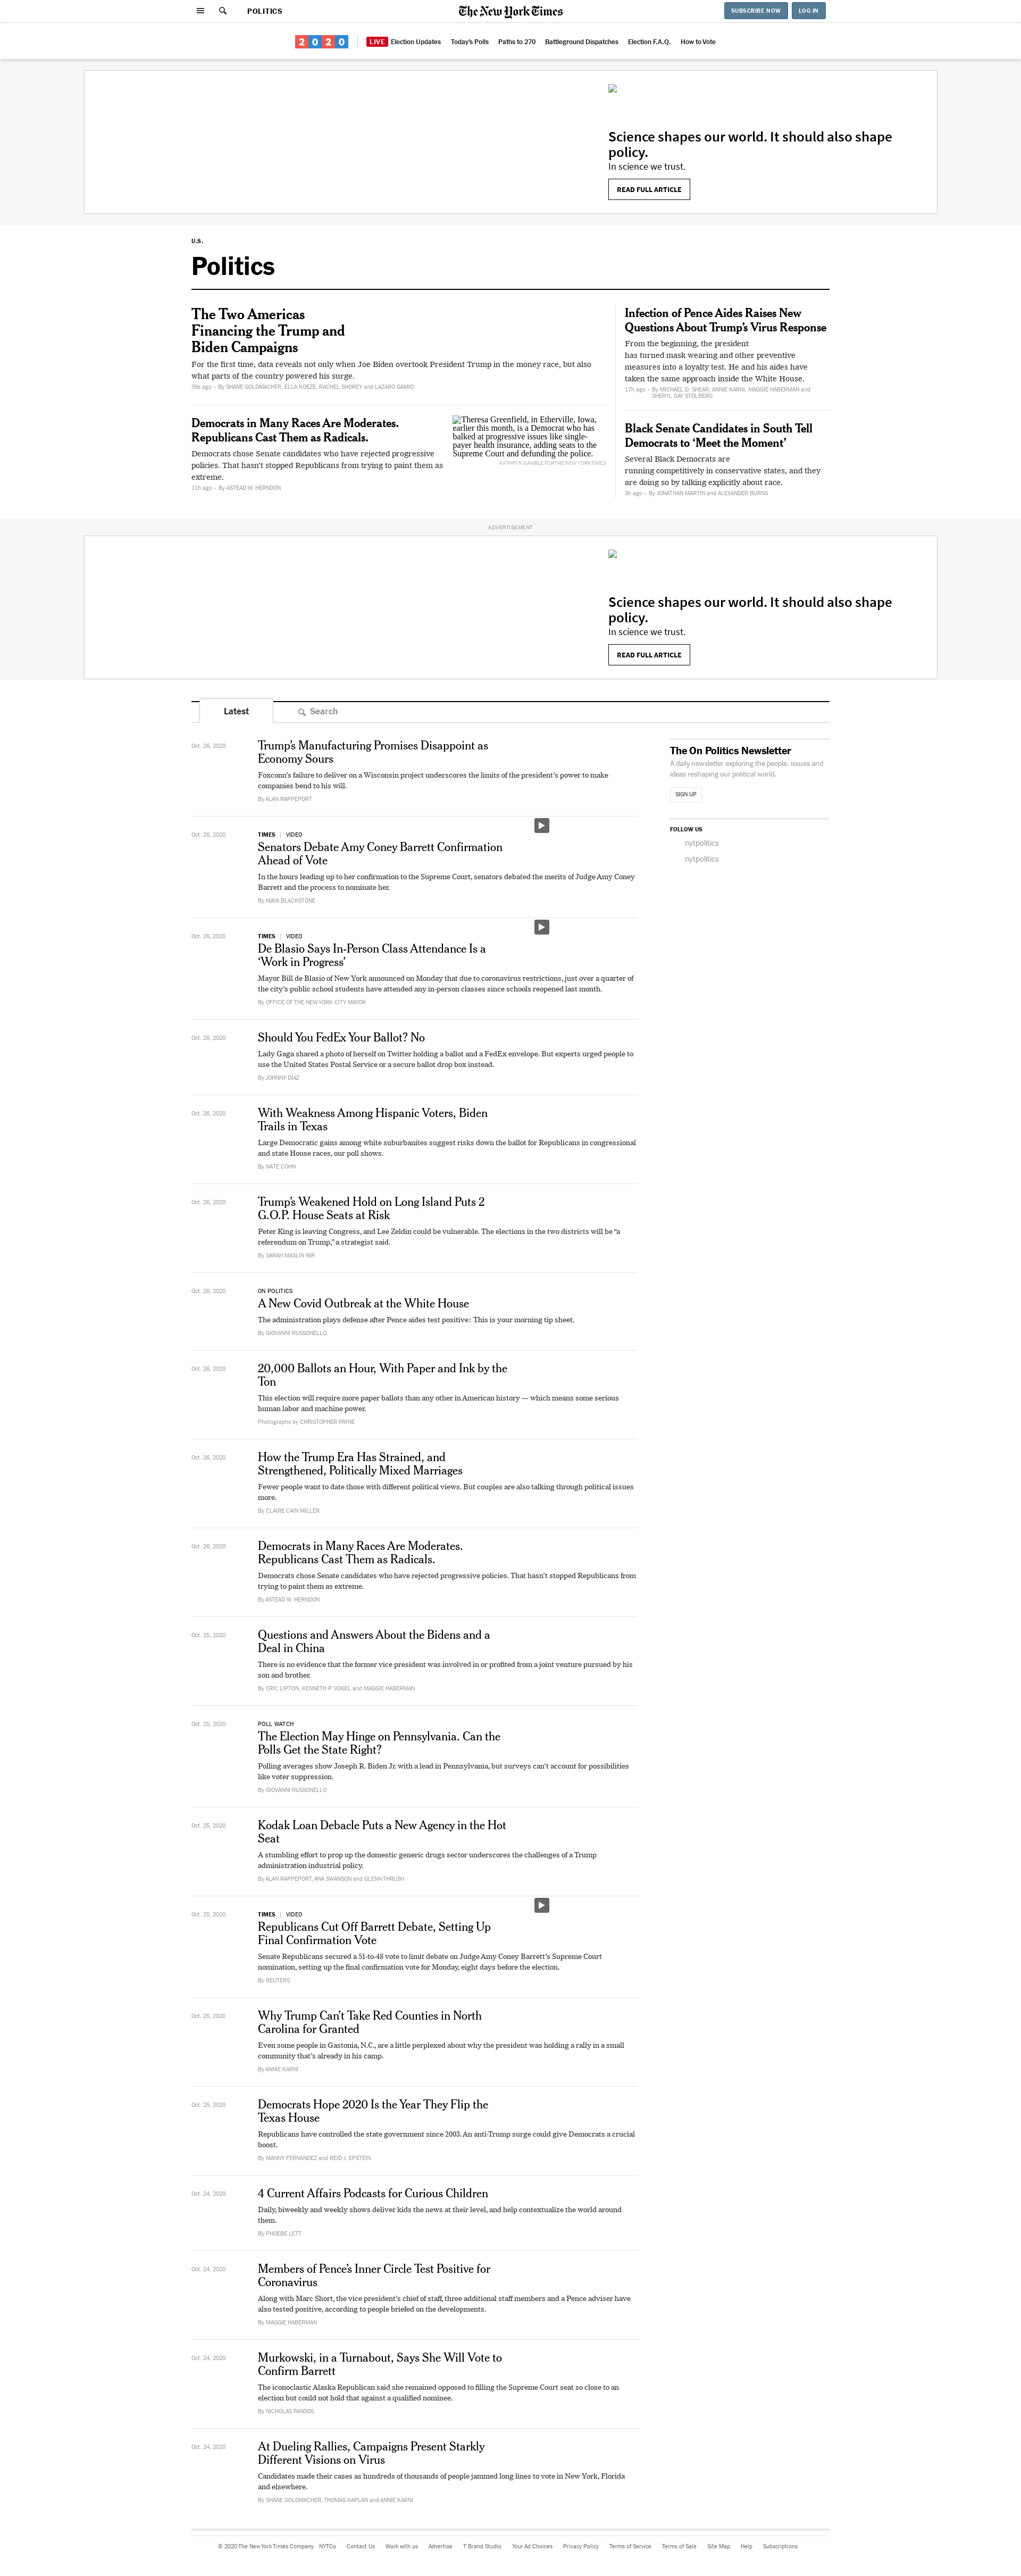 POLITICS
The New York Times
SUBSCRIBE NOW
LOG IN
2020
LIVE Election Updates
Today's Polls
Paths to 270
Battleground Dispatches
Election F.A.Q.
How to Vote
Science shapes our world. It should also shape
policy.
In science we trust.
READ FULL ARTICLE
U.S.
Politics
The Two Americas
Financing the Trump and
Biden Campaigns
For the first time, data reveals not only when Joe Biden overtook President Trump in the money race, but also
what parts of the country powered his surge.
39s ago · By SHANE GOLDMACHER, ELLA KOEZE, RACHEL SHOREY and LAZARO GAMIO
Democrats in Many Races Are Moderates.
Republicans Cast Them as Radicals.
Democrats chose Senate candidates who have rejected progressive
policies. That hasn't stopped Republicans from trying to paint them as
extreme.
11h ago · By ASTEAD W. HERNDON
Theresa Greenfield, in Etherville, Iowa,
earlier this month, is a Democrat who has
balked at progressive issues like single-
payer health insurance, adding seats to the
Supreme Court and defunding the police.
KATHRYN GAMBLE FOR THE NEW YORK TIMES
Infection of Pence Aides Raises New
Questions About Trump's Virus Response
From the beginning, the president
has turned mask wearing and other preventive
measures into a loyalty test. He and his aides have
taken the same approach inside the White House.
17h ago · By MICHAEL D. SHEAR, ANNIE KARNI, MAGGIE HABERMAN and
SHERYL GAY STOLBERG
Black Senate Candidates in South Tell
Democrats to ‘Meet the Moment’
Several Black Democrats are
running competitively in conservative states, and they
are doing so by talking explicitly about race.
3h ago · By JONATHAN MARTIN and ALEXANDER BURNS
ADVERTISEMENT
Science shapes our world. It should also shape
policy.
In science we trust.
READ FULL ARTICLE
Latest
Search
Oct. 26, 2020
Trump's Manufacturing Promises Disappoint as
Economy Sours
Foxconn's failure to deliver on a Wisconsin project underscores the limits of the president's power to make
companies bend to his will.
By ALAN RAPPEPORT
The On Politics Newsletter
A daily newsletter exploring the people, issues and
ideas reshaping our political world.
SIGN UP
FOLLOW US
nytpolitics
nytpolitics
Oct. 26, 2020
TIMES | VIDEO
Senators Debate Amy Coney Barrett Confirmation
Ahead of Vote
In the hours leading up to her confirmation to the Supreme Court, senators debated the merits of Judge Amy Coney
Barrett and the process to nominate her.
By MAYA BLACKSTONE
Oct. 26, 2020
TIMES | VIDEO
De Blasio Says In-Person Class Attendance Is a
‘Work in Progress’
Mayor Bill de Blasio of New York announced on Monday that due to coronavirus restrictions, just over a quarter of
the city's public school students have attended any in-person classes since schools reopened last month.
By OFFICE OF THE NEW YORK CITY MAYOR
Oct. 26, 2020
Should You FedEx Your Ballot? No
Lady Gaga shared a photo of herself on Twitter holding a ballot and a FedEx envelope. But experts urged people to
use the United States Postal Service or a secure ballot drop box instead.
By JOHNNY DIAZ
Oct. 26, 2020
With Weakness Among Hispanic Voters, Biden
Trails in Texas
Large Democratic gains among white suburbanites suggest risks down the ballot for Republicans in congressional
and state House races, our poll shows.
By NATE COHN
Oct. 26, 2020
Trump's Weakened Hold on Long Island Puts 2
G.O.P. House Seats at Risk
Peter King is leaving Congress, and Lee Zeldin could be vulnerable. The elections in the two districts will be “a
referendum on Trump,” a strategist said.
By SARAH MASLIN NIR
Oct. 26, 2020
ON POLITICS
A New Covid Outbreak at the White House
The administration plays defense after Pence aides test positive: This is your morning tip sheet.
By GIOVANNI RUSSONELLO
Oct. 26, 2020
20,000 Ballots an Hour, With Paper and Ink by the
Ton
This election will require more paper ballots than any other in American history — which means some serious
human labor and machine power.
Photographs by CHRISTOPHER PAYNE
Oct. 26, 2020
How the Trump Era Has Strained, and
Strengthened, Politically Mixed Marriages
Fewer people want to date those with different political views. But couples are also talking through political issues
more.
By CLAIRE CAIN MILLER
Oct. 26, 2020
Democrats in Many Races Are Moderates.
Republicans Cast Them as Radicals.
Democrats chose Senate candidates who have rejected progressive policies. That hasn't stopped Republicans from
trying to paint them as extreme.
By ASTEAD W. HERNDON
Oct. 25, 2020
Questions and Answers About the Bidens and a
Deal in China
There is no evidence that the former vice president was involved in or profited from a joint venture pursued by his
son and brother.
By ERIC LIPTON, KENNETH P. VOGEL and MAGGIE HABERMAN
Oct. 25, 2020
POLL WATCH
The Election May Hinge on Pennsylvania. Can the
Polls Get the State Right?
Polling averages show Joseph R. Biden Jr. with a lead in Pennsylvania, but surveys can't account for possibilities
like voter suppression.
By GIOVANNI RUSSONELLO
Oct. 25, 2020
Kodak Loan Debacle Puts a New Agency in the Hot
Seat
A stumbling effort to prop up the domestic generic drugs sector underscores the challenges of a Trump
administration industrial policy.
By ALAN RAPPEPORT, ANA SWANSON and GLENN THRUSH
Oct. 25, 2020
TIMES | VIDEO
Republicans Cut Off Barrett Debate, Setting Up
Final Confirmation Vote
Senate Republicans secured a 51-to-48 vote to limit debate on Judge Amy Coney Barrett's Supreme Court
nomination, setting up the final confirmation vote for Monday, eight days before the election.
By REUTERS
Oct. 25, 2020
Why Trump Can't Take Red Counties in North
Carolina for Granted
Even some people in Gastonia, N.C., are a little perplexed about why the president was holding a rally in a small
community that's already in his camp.
By ANNIE KARNI
Oct. 25, 2020
Democrats Hope 2020 Is the Year They Flip the
Texas House
Republicans have controlled the state government since 2003. An anti-Trump surge could give Democrats a crucial
boost.
By MANNY FERNANDEZ and REID J. EPSTEIN
Oct. 24, 2020
4 Current Affairs Podcasts for Curious Children
Daily, biweekly and weekly shows deliver kids the news at their level, and help contextualize the world around
them.
By PHOEBE LETT
Oct. 24, 2020
Members of Pence's Inner Circle Test Positive for
Coronavirus
Along with Marc Short, the vice president's chief of staff, three additional staff members and a Pence adviser have
also tested positive, according to people briefed on the developments.
By MAGGIE HABERMAN
Oct. 24, 2020
Murkowski, in a Turnabout, Says She Will Vote to
Confirm Barrett
The iconoclastic Alaska Republican said she remained opposed to filling the Supreme Court seat so close to an
election but could not hold that against a qualified nominee.
By NICHOLAS FANDOS
Oct. 24, 2020
At Dueling Rallies, Campaigns Present Starkly
Different Visions on Virus
Candidates made their cases as hundreds of thousands of people jammed long lines to vote in New York, Florida
and elsewhere.
By SHANE GOLDMACHER, THOMAS KAPLAN and ANNIE KARNI
© 2020 The New York Times Company NYTCo Contact Us Work with us Advertise T Brand Studio Your Ad Choices Privacy Policy Terms of Service Terms of Sale Site Map Help Subscriptions